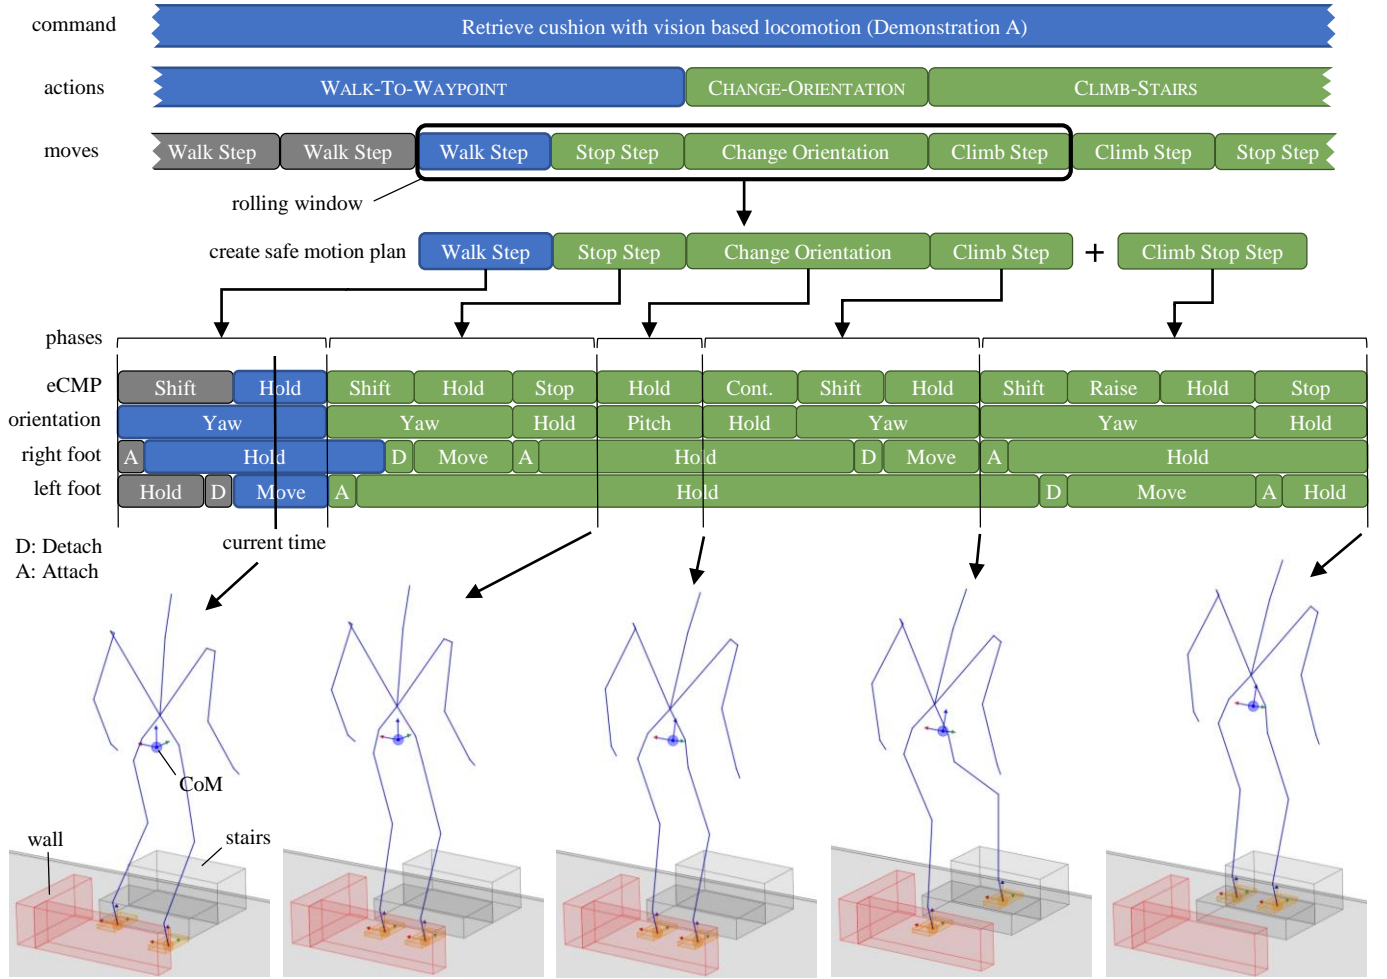 command Retrieve cushion with vision based locomotion (Demonstration A)
actions WALK-TO-WAYPOINT CHANGE-ORIENTATION CLIMB-STAIRS
moves Walk Step Walk Step Walk Step Stop Step Change Orientation Climb Step Climb Step Stop Step
rolling window
create safe motion plan Walk Step Stop Step Change Orientation Climb Step + Climb Stop Step
phases
eCMP Shift Hold Shift Hold Stop Hold Cont. Shift Hold Shift Raise Hold Stop
orientation Yaw Yaw Hold Pitch Hold Yaw Yaw Hold
right foot A Hold D Move A Hold D Move A Hold
left foot Hold D Move A Hold D Move A Hold
D: Detach current time
A: Attach
CoM
wall stairs